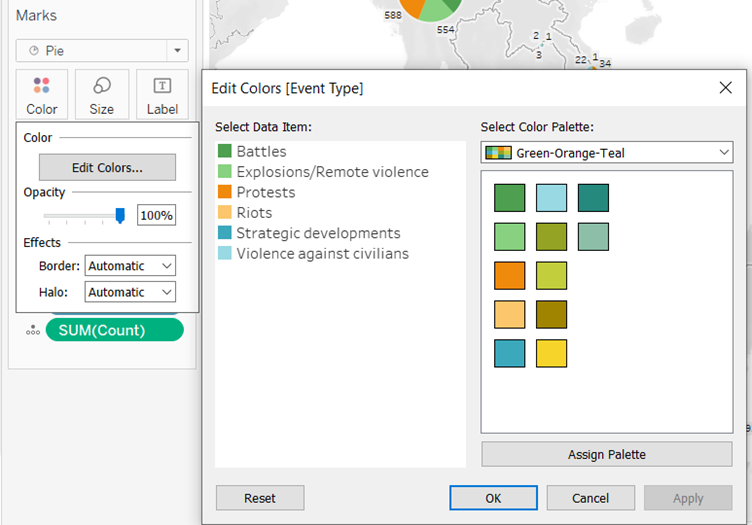 Marks
Pie
Color
Size
Label
Color
Edit Colors...
Opacity
100%
Effects
Border:
Automatic
Halo:
Automatic
SUM(Count)
588
554
2
1
3
22
1
34
Edit Colors [Event Type]
Select Data Item:
Battles
Explosions/Remote violence
Protests
Riots
Strategic developments
Violence against civilians
Select Color Palette:
Green-Orange-Teal
Assign Palette
Reset
OK
Cancel
Apply